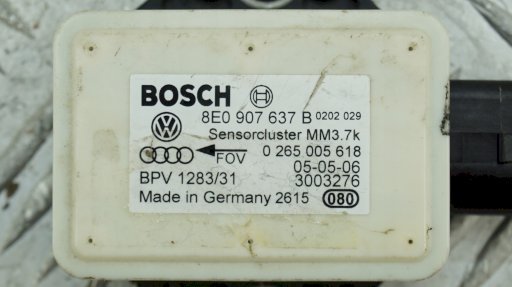 BOSCH
8E0 907 637 B 0202 029
Sensorcluster MM3.7k
FOV 0 265 005 618
05-05-06
BPV 1283/31 3003276
Made in Germany 2615 080